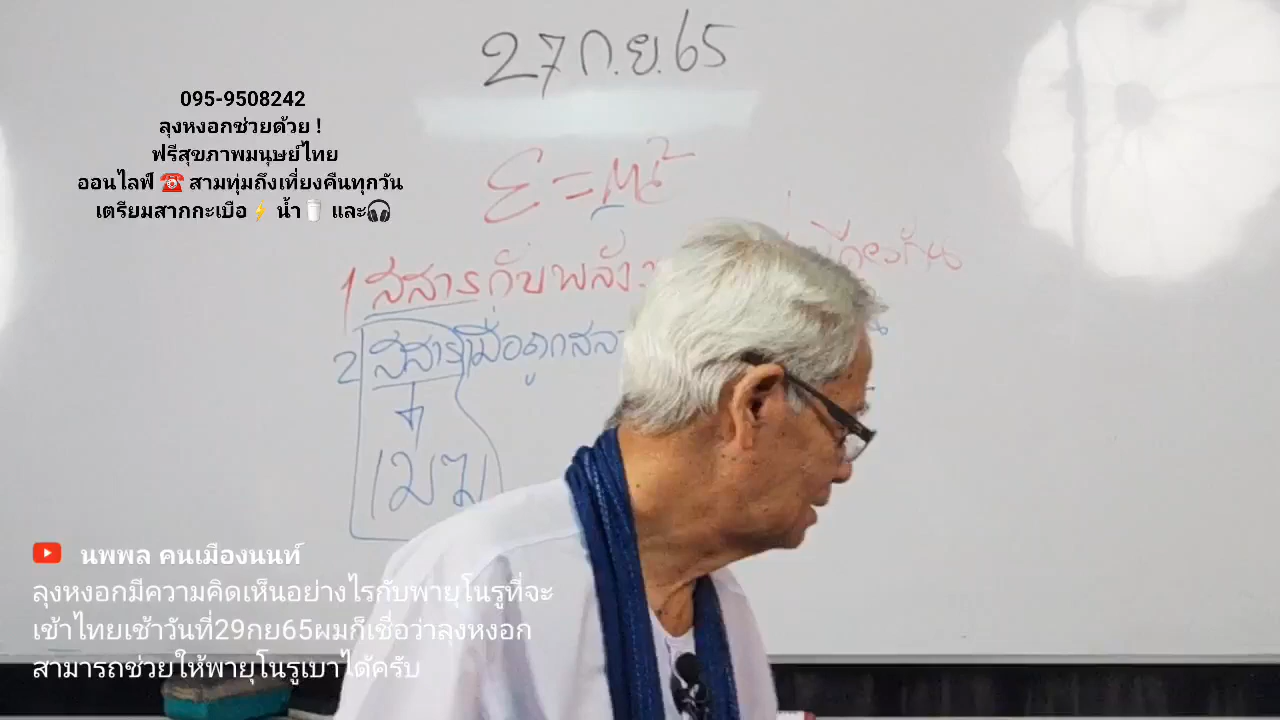 27 ก.ย.65
095-9508242
ลุงหงอกช่วยด้วย !
ฟรีสุขภาพมนุษย์ไทย
ออนไลฟ์ ☎️ สามทุ่มถึงเที่ยงคืนทุกวัน
เตรียมสากกะเบือ⚡ น้ำ🥛 และ🎧
E=mc²
1 สสารกับพลัง
2 สสารเมื่อถูกสล
เมฆ
นพพล คนเมืองนนท์
ลุงหงอกมีความคิดเห็นอย่างไรกับพายุโนรูที่จะ
เข้าไทยเช้าวันที่29กย65ผมก็เชื่อว่าลุงหงอก
สามารถช่วยให้พายุโนรูเบาได้ครับ